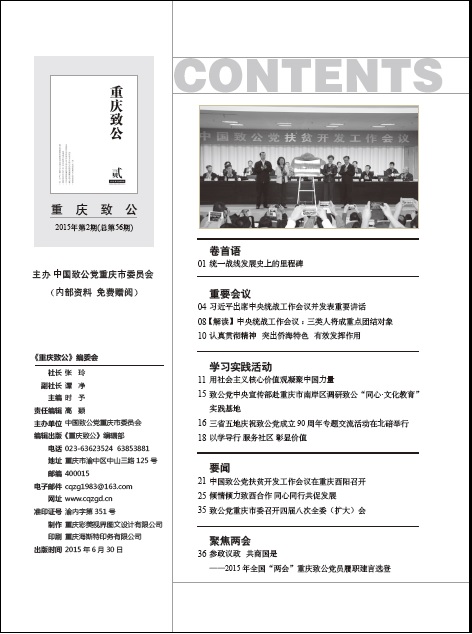 重庆致公
贰
重庆致公
2015年第2期(总第56期)
主办 中国致公党重庆市委员会
（内部资料 免费赠阅）
《重庆致公》编委会
社长 张 玲
副社长 谭 净
主编 时 予
责任编辑 高 颖
主办单位 中国致公党重庆市委员会
编辑出版《重庆致公》编辑部
电话 023-63623524 63853881
地址 重庆市渝中区中山三路125号
邮编 400015
电子邮件 cqzg1983@163.com
网址 www.cqzgd.cn
准印证号 渝内字第351号
制作 重庆彩美视界图文设计有限公司
印刷 重庆海斯特印务有限公司
出版时间 2015年6月30日
CONTENTS
中国致公党扶贫开发工作会议
卷首语
01 统一战线发展史上的里程碑
重要会议
04 习近平出席中央统战工作会议并发表重要讲话
08【解读】中央统战工作会议：三类人将成重点团结对象
10 认真贯彻精神 突出侨海特色 有效发挥作用
学习实践活动
11 用社会主义核心价值观凝聚中国力量
15 致公党中央宣传部赴重庆市南岸区调研致公“同心·文化教育”
实践基地
16 三省五地庆祝致公党成立90周年专题交流活动在北碚举行
18 以学导行 服务社区 彰显价值
要闻
21 中国致公党扶贫开发工作会议在重庆酉阳召开
25 倾情倾力致酉合作 同心同行共促发展
35 致公党重庆市委召开四届八次全委（扩大）会
聚焦两会
36 参政议政 共商国是
——2015年全国“两会”重庆致公党员履职建言选登